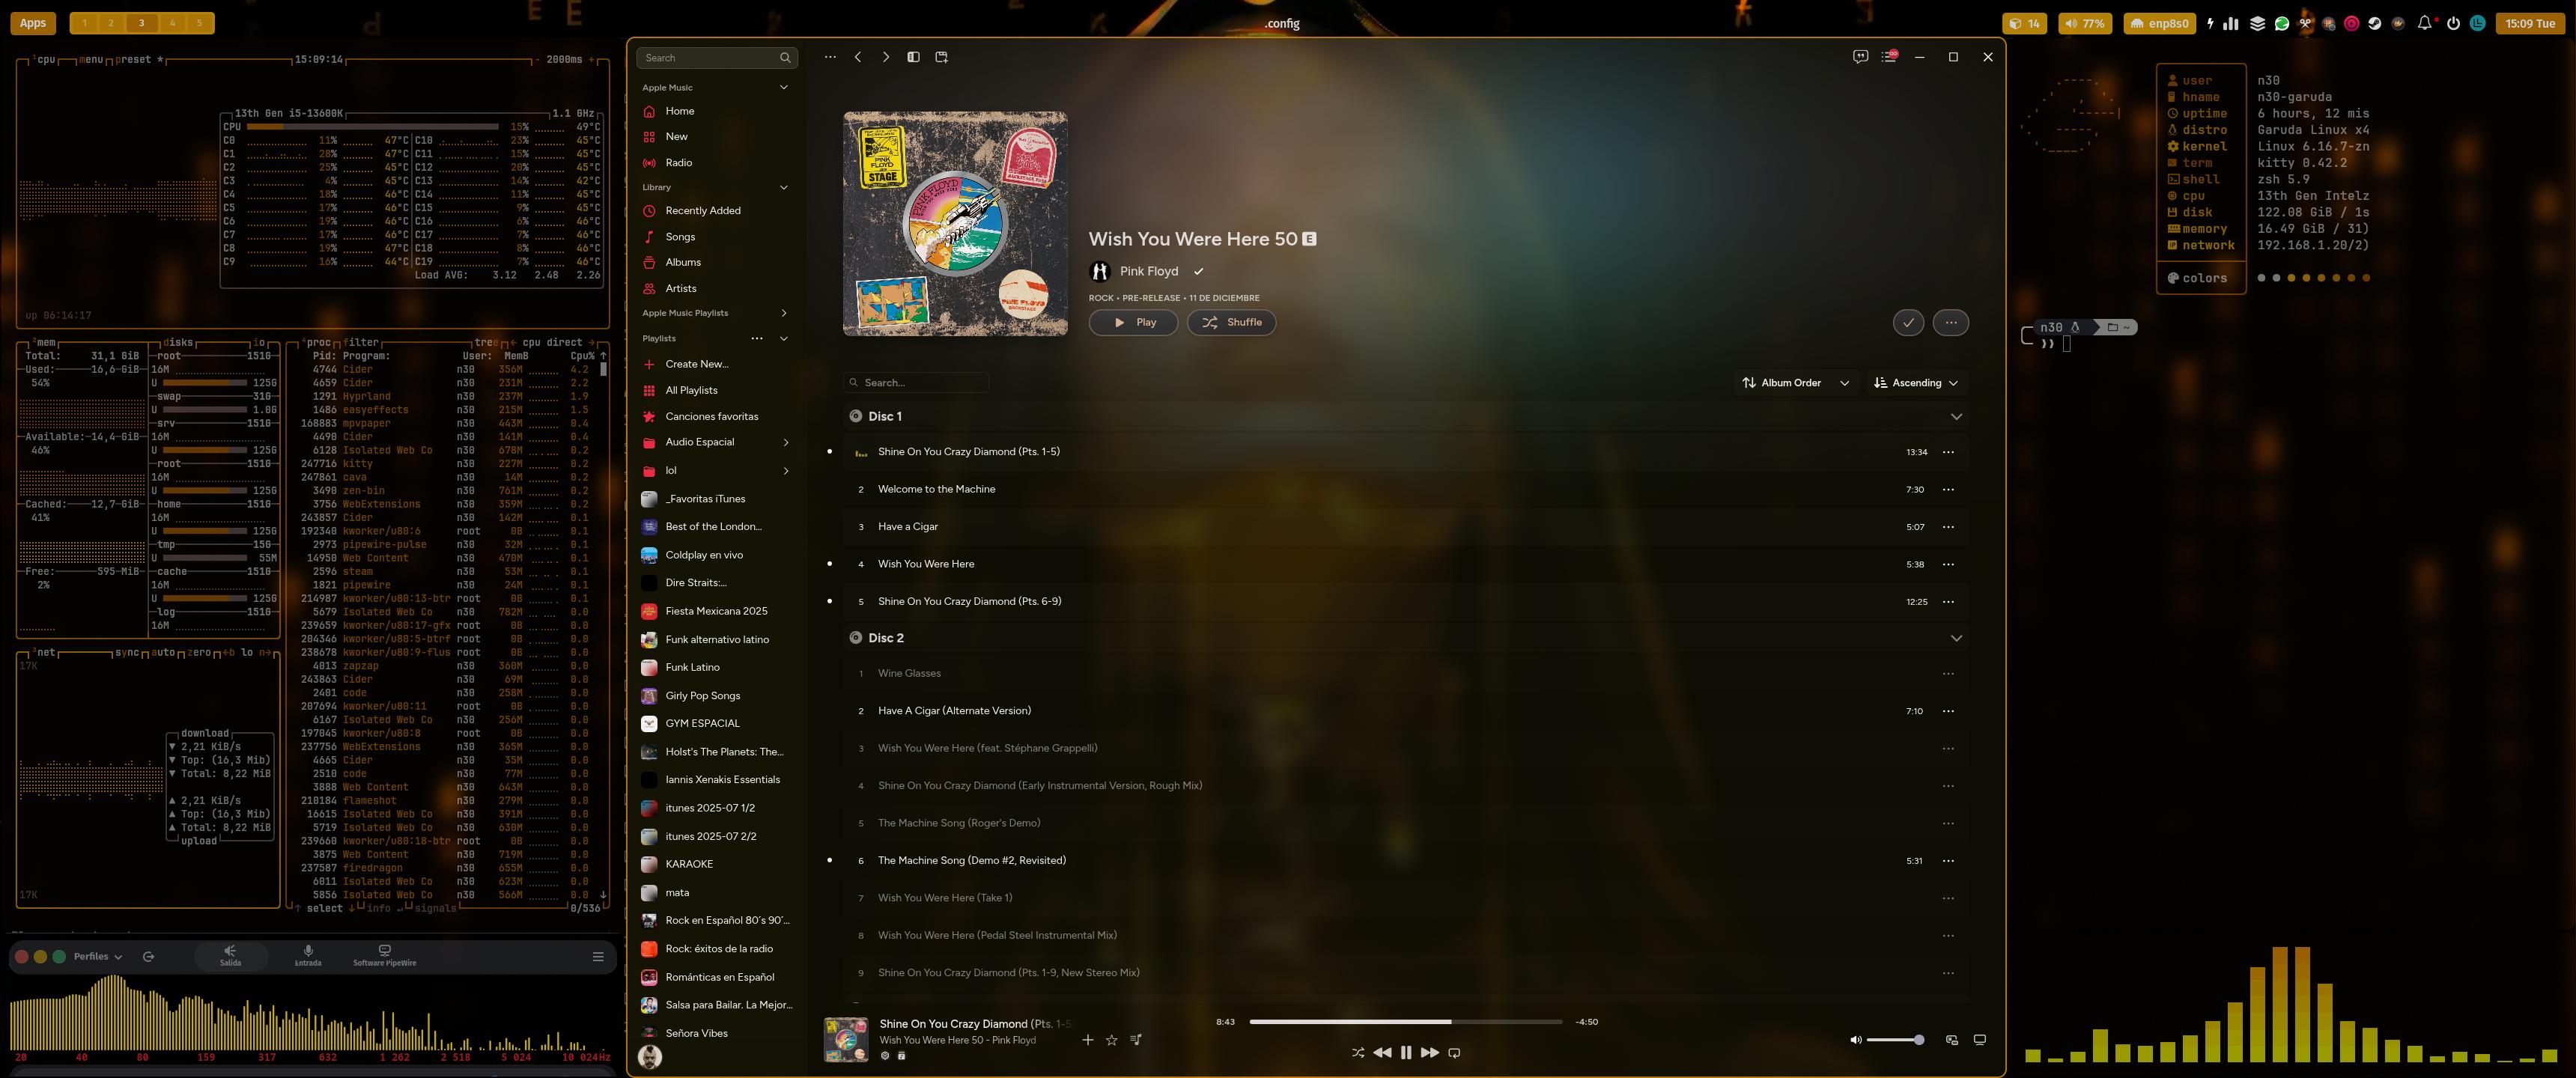 Apps
1 2 3 4 5
.config
14
77%
enp8s0
15:09 Tue
¹cpu
menu
preset *
15:09:14
- 2000ms +
13th Gen i5-13600K
1.1 GHz
CPU 15% 49°C
C0 11% 47°C C10 23% 45°C
C1 28% 47°C C11 15% 45°C
C2 25% 45°C C12 20% 45°C
C3 4% 45°C C13 14% 42°C
C4 18% 46°C C14 11% 45°C
C5 17% 46°C C15 9% 45°C
C6 19% 46°C C16 6% 46°C
C7 17% 46°C C17 7% 46°C
C8 19% 47°C C18 8% 46°C
C9 16% 44°C C19 7% 46°C
Load AVG: 3.12 2.48 2.26
up 06:14:17
²mem
disks
io
Total: 31,1 GiB
Used: 16,6 GiB
54%
Available: 14,4 GiB
46%
Cached: 12,7 GiB
41%
Free: 595 MiB
2%
root 151G
16M
U 125G
swap 31G
U 1.0G
srv 151G
16M
U 125G
root 151G
16M
U 125G
home 151G
16M
U 125G
tmp 15G
U 55M
cache 151G
16M
U 125G
log 151G
16M
⁴proc
filter
tree
← cpu direct →
Pid: Program: User: MemB Cpu% ↑
4744 Cider n30 356M 4.2
4659 Cider n30 231M 2.2
1291 Hyprland n30 237M 1.9
1486 easyeffects n30 215M 1.5
168883 mpvpaper n30 443M 0.4
4490 Cider n30 141M 0.4
6128 Isolated Web Co n30 678M 0.2
247716 kitty n30 227M 0.2
247861 cava n30 14M 0.2
3490 zen-bin n30 761M 0.2
3756 WebExtensions n30 359M 0.2
243857 Cider n30 142M 0.1
192340 kworker/u80:6 root 0B 0.1
2973 pipewire-pulse n30 32M 0.1
14950 Web Content n30 470M 0.1
2596 steam n30 53M 0.1
1821 pipewire n30 24M 0.1
214987 kworker/u80:13-btr root 0B 0.1
5679 Isolated Web Co n30 782M 0.0
239659 kworker/u80:17-gfx root 0B 0.0
204346 kworker/u80:5-btrf root 0B 0.0
238678 kworker/u80:9-flus root 0B 0.0
4013 zapzap n30 360M 0.0
243863 Cider n30 69M 0.0
2401 code n30 258M 0.0
207694 kworker/u80:11 root 0B 0.0
6167 Isolated Web Co n30 256M 0.0
197045 kworker/u80:8 root 0B 0.0
237756 WebExtensions n30 365M 0.0
4665 Cider n30 35M 0.0
2510 code n30 77M 0.0
3888 Web Content n30 643M 0.0
210184 flameshot n30 279M 0.0
16615 Isolated Web Co n30 391M 0.0
5719 Isolated Web Co n30 630M 0.0
239660 kworker/u80:18-btr root 0B 0.0
3875 Web Content n30 719M 0.0
237587 firedragon n30 655M 0.0
6011 Isolated Web Co n30 623M 0.0
5856 Isolated Web Co n30 566M 0.0 ↓
↑ select ↓ info ↵ signals 0/536
³net
sync
auto
zero
←b lo n→
17K
download
▼ 2,21 KiB/s
▼ Top: (16,3 Mib)
▼ Total: 8,22 MiB
▲ 2,21 KiB/s
▲ Top: (16,3 Mib)
▲ Total: 8,22 MiB
upload
17K
Perfiles
Salida
Entrada
Software PipeWire
20 40 80 159 317 632 1 262 2 518 5 024 10 024Hz
Search
Apple Music
Home
New
Radio
Library
Recently Added
Songs
Albums
Artists
Apple Music Playlists
Playlists
Create New...
All Playlists
Canciones favoritas
Audio Espacial
lol
_Favoritas iTunes
Best of the London...
Coldplay en vivo
Dire Straits:...
Fiesta Mexicana 2025
Funk alternativo latino
Funk Latino
Girly Pop Songs
GYM ESPACIAL
Holst's The Planets: The...
Iannis Xenakis Essentials
itunes 2025-07 1/2
itunes 2025-07 2/2
KARAOKE
mata
Rock en Español 80´s 90´...
Rock: éxitos de la radio
Románticas en Español
Salsa para Bailar. La Mejor...
Señora Vibes
PINK FLOYD
STAGE
PINK FLOYD
PINK FLOYD
Wish You Were Here 50 E
Pink Floyd
ROCK • PRE-RELEASE • 11 DE DICIEMBRE
Play
Shuffle
Search...
Album Order
Ascending
Disc 1
Shine On You Crazy Diamond (Pts. 1-5) 13:34
2 Welcome to the Machine 7:30
3 Have a Cigar 5:07
4 Wish You Were Here 5:38
5 Shine On You Crazy Diamond (Pts. 6-9) 12:25
Disc 2
1 Wine Glasses
2 Have A Cigar (Alternate Version) 7:10
3 Wish You Were Here (feat. Stéphane Grappelli)
4 Shine On You Crazy Diamond (Early Instrumental Version, Rough Mix)
5 The Machine Song (Roger's Demo)
6 The Machine Song (Demo #2, Revisited) 5:31
7 Wish You Were Here (Take 1)
8 Wish You Were Here (Pedal Steel Instrumental Mix)
9 Shine On You Crazy Diamond (Pts. 1-9, New Stereo Mix)
Shine On You Crazy Diamond (Pts. 1-5)
Wish You Were Here 50 - Pink Floyd
8:43
-4:50
user n30
hname n30-garuda
uptime 6 hours, 12 mis
distro Garuda Linux x4
kernel Linux 6.16.7-zn
term kitty 0.42.2
shell zsh 5.9
cpu 13th Gen Intelz
disk 122.08 GiB / 1s
memory 16.49 GiB / 31)
network 192.168.1.20/2)
colors
n30
~